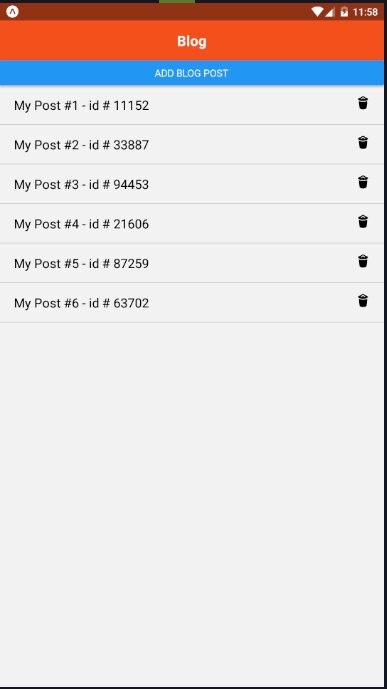 11:58
Blog
ADD BLOG POST
My Post #1 - id # 11152
My Post #2 - id # 33887
My Post #3 - id # 94453
My Post #4 - id # 21606
My Post #5 - id # 87259
My Post #6 - id # 63702